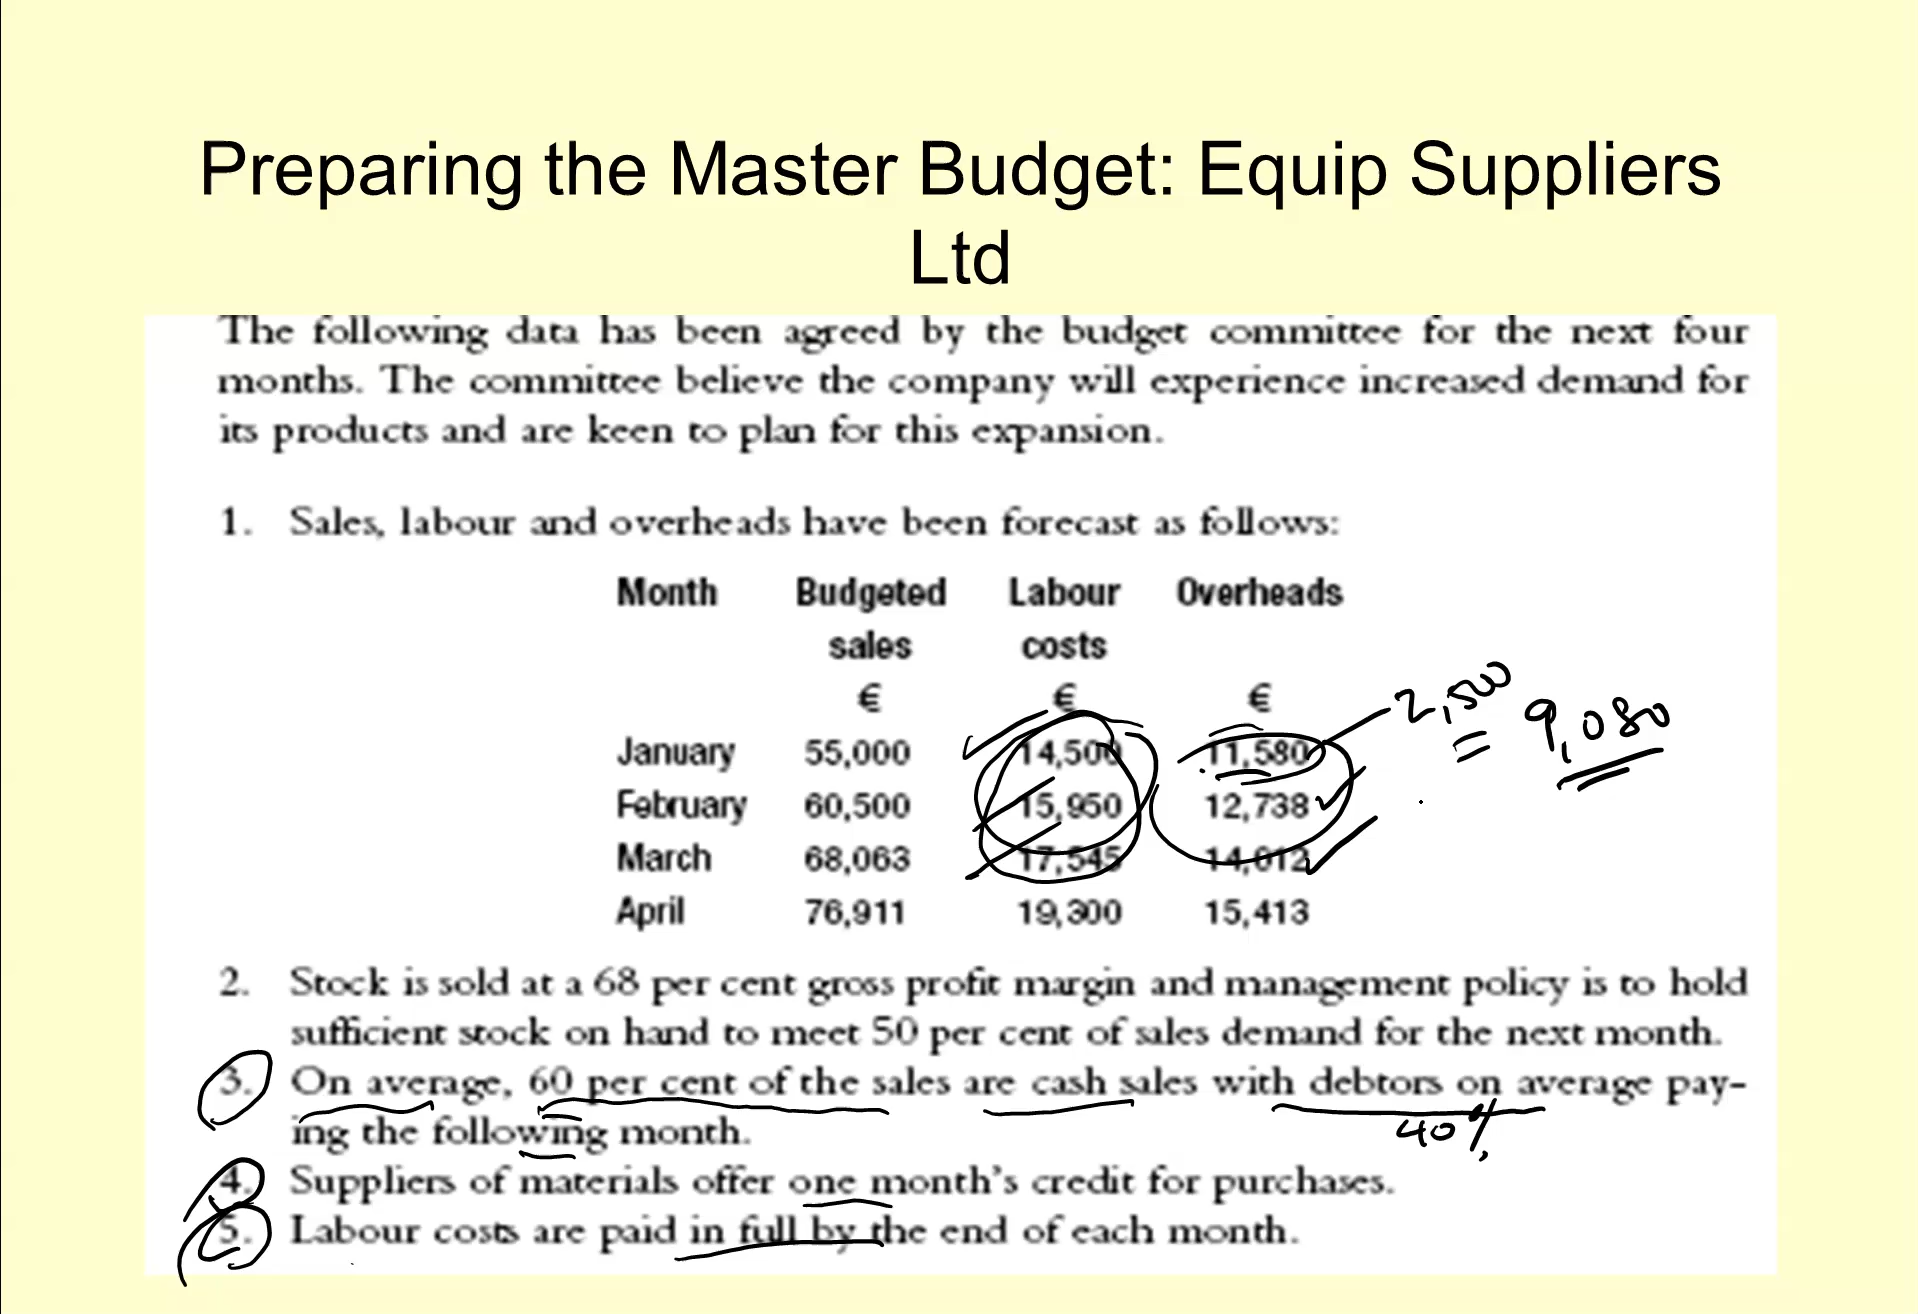 Preparing the Master Budget: Equip Suppliers
Ltd
The following data has been agreed by the budget committee for the next four
months. The committee believe the company will experience increased demand for
its products and are keen to plan for this expansion.
1. Sales, labour and overheads have been forecast as follows:
Month Budgeted Labour Overheads
sales costs
€ € €
January 55,000 14,500 11,580 2,500 9,080
February 60,500 15,950 12,738
March 68,063 17,545 14,012
April 76,911 19,300 15,413
2. Stock is sold at a 68 per cent gross profit margin and management policy is to hold
sufficient stock on hand to meet 50 per cent of sales demand for the next month.
3. On average, 60 per cent of the sales are cash sales with debtors on average pay-
ing the following month. 40%
4. Suppliers of materials offer one month's credit for purchases.
5. Labour costs are paid in full by the end of each month.